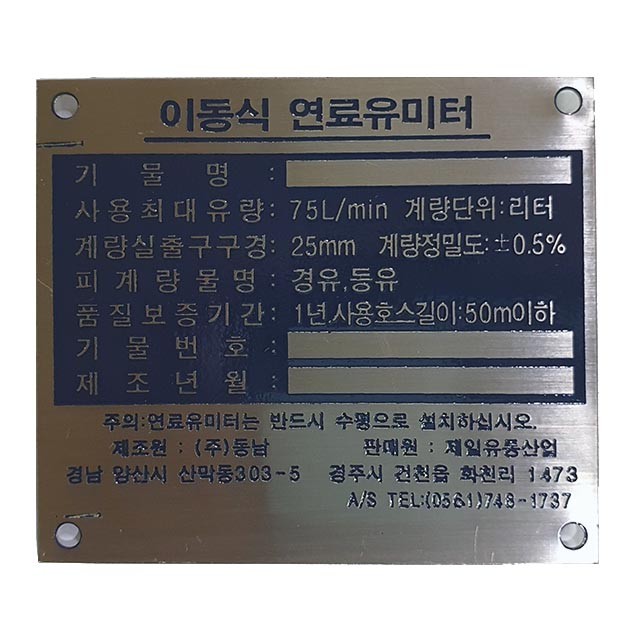 이동식 연료유미터
기 물 명 :
사용최대유량: 75L/min 계량단위:리터
계량실출구구경: 25mm 계량정밀도:±0.5%
피 계 량 물 명 : 경유,등유
품 질 보 증 기 간 : 1년,사용호스길이:50m이하
기 물 번 호 :
제 조 년 월 :
주의:연료유미터는 반드시 수평으로 설치하십시오.
제조원 : (주)동남 판매원 : 제일유통산업
경남 양산시 산막동303-5 경주시 건천읍 화천리 1473
A/S TEL:(0561)748-1737